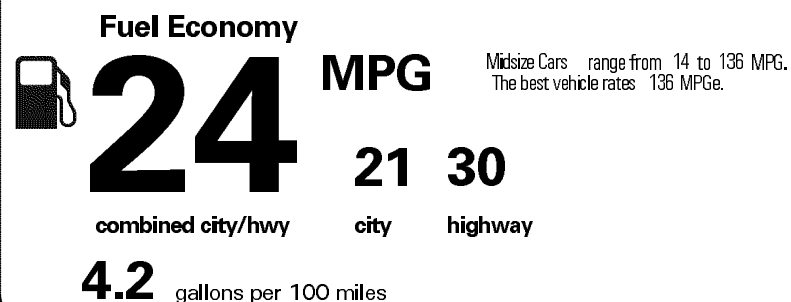 Fuel Economy
24 MPG
Midsize Cars range from 14 to 136 MPG.
The best vehicle rates 136 MPGe.
21 30
combined city/hwy city highway
4.2 gallons per 100 miles